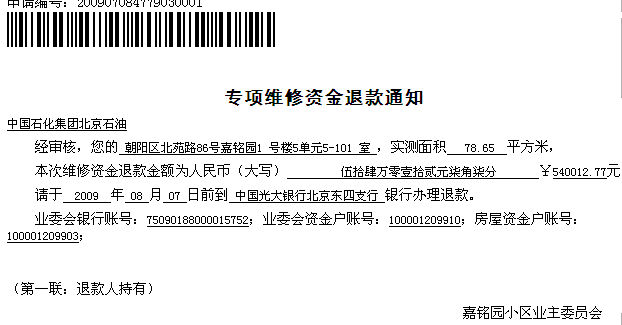 申请编号：200907084779030001
专项维修资金退款通知
中国石化集团北京石油
经审核，您的 朝阳区北苑路86号嘉铭园1 号楼5单元5-101 室 ，实测面积 78.65 平方米，
本次维修资金退款金额为人民币（大写） 伍拾肆万零壹拾贰元柒角柒分 ￥540012.77元
请于 2009 年 08 月 07 日前到 中国光大银行北京东四支行 银行办理退款。
业委会银行账号：75090188000015752；业委会资金户账号：100001209910；房屋资金户账号：
100001209903；
（第一联：退款人持有）
嘉铭园小区业主委员会